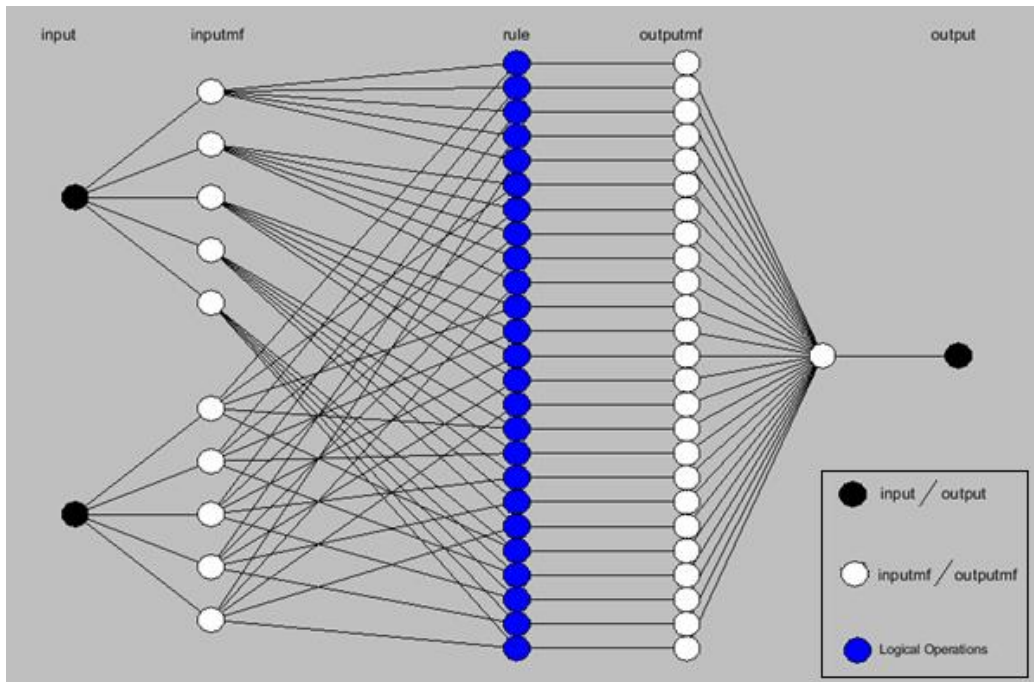 input inputmf rule outputmf output
input / output
inputmf / outputmf
Logical Operations